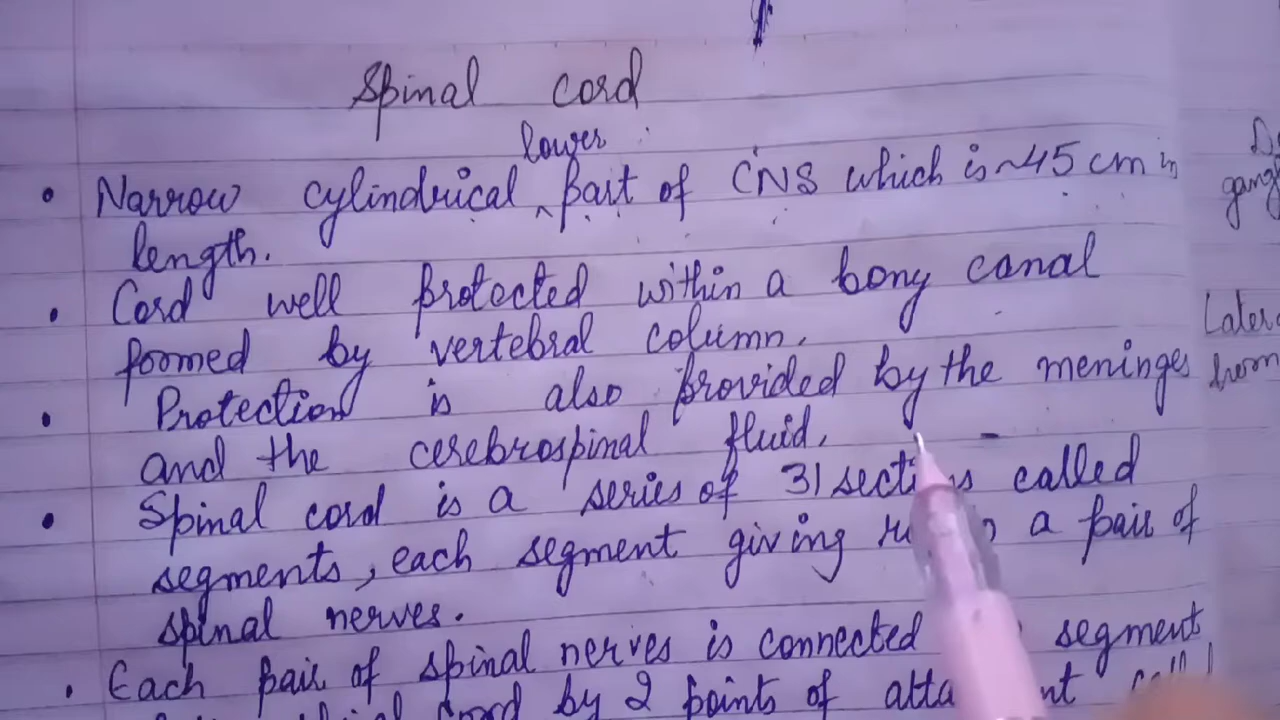 Spinal cord
lower
• Narrow cylindrical ^ part of CNS which is ~45 cm in
length.
• Cord well protected within a bony canal
formed by vertebral column.
• Protection is also provided by the meninges
and the cerebrospinal fluid.
• Spinal cord is a series of 31 sections called
segments, each segment giving a pair of
spinal nerves.
• Each pair of spinal nerves is connected segment
by 2 points of